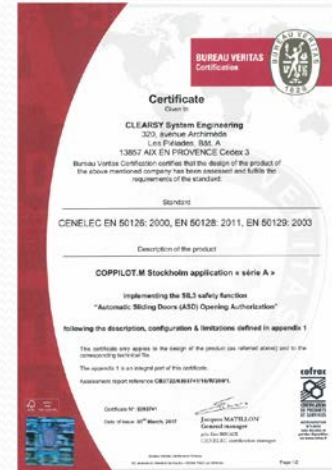 BUREAU VERITAS
Certification
BUREAU VERITAS
1828
Certificate
Given to
CLEARSY System Engineering
320, avenue Archimède
Les Pléiades, Bât. A
13857 AIX EN PROVENCE Cedex 3
Bureau Veritas Certification certifies that the design of the product of
the above mentioned company has been assessed and fulfils the
requirements of the standard:
Standard
CENELEC EN 50126: 2000, EN 50128: 2011, EN 50129: 2003
Description of the product
COPPILOT.M Stockholm application « série A »
implementing the SIL3 safety function
"Automatic Sliding Doors (ASD) Opening Authorization"
following the description, configuration & limitations defined in appendix 1
This certificate only applies to the design of the product (as referred above) and to the
corresponding technical file.
The appendix 1 is an integral part of this certificate.
Assessment report reference
cofrac
Certificate N°:
Date of issue: March, 2017
Jacques MATILLON
General manager
CENELEC certification manager
Page 1/2